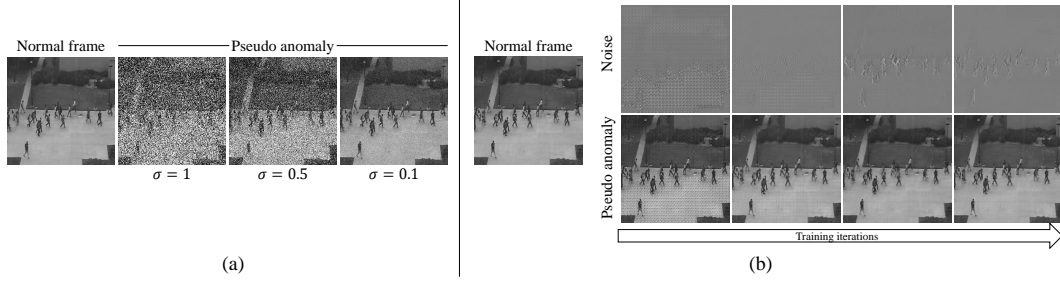 Normal frame
Pseudo anomaly
σ = 1
σ = 0.5
σ = 0.1
(a)
Normal frame
Noise
Pseudo anomaly
Training iterations
(b)